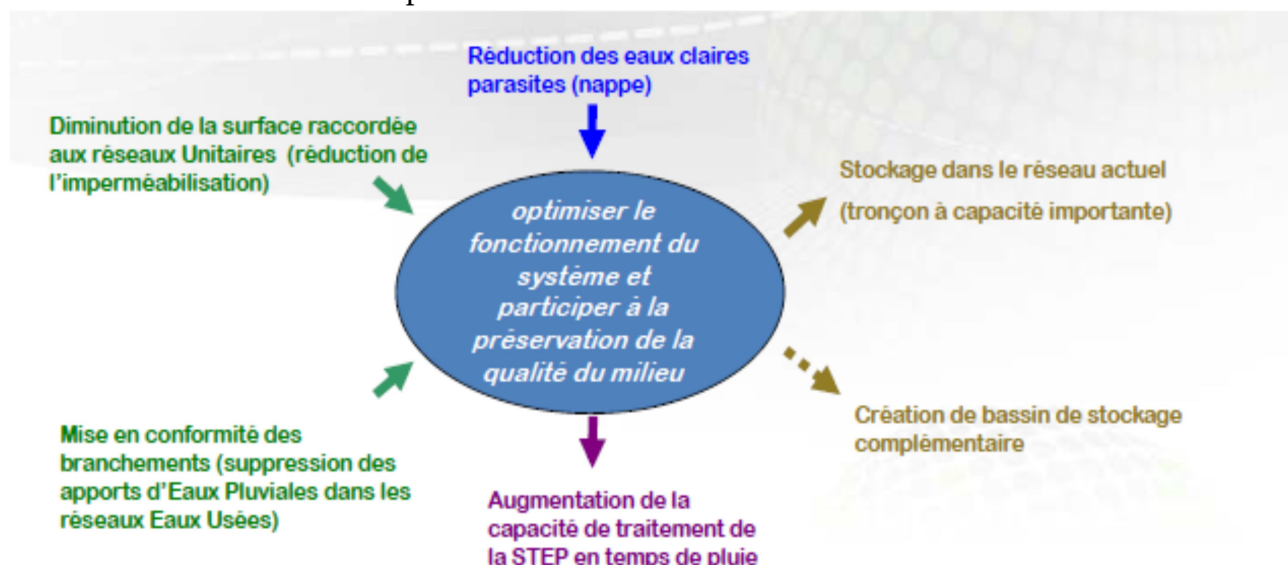 Réduction des eaux claires
parasites (nappe)
Diminution de la surface raccordée
aux réseaux Unitaires (réduction de
l'imperméabilisation)
optimiser le
fonctionnement du
système et
participer à la
préservation de la
qualité du milieu
Stockage dans le réseau actuel
(tronçon à capacité importante)
Mise en conformité des
branchements (suppression des
apports d'Eaux Pluviales dans les
réseaux Eaux Usées)
Création de bassin de stockage
complémentaire
Augmentation de la
capacité de traitement de
la STEP en temps de pluie